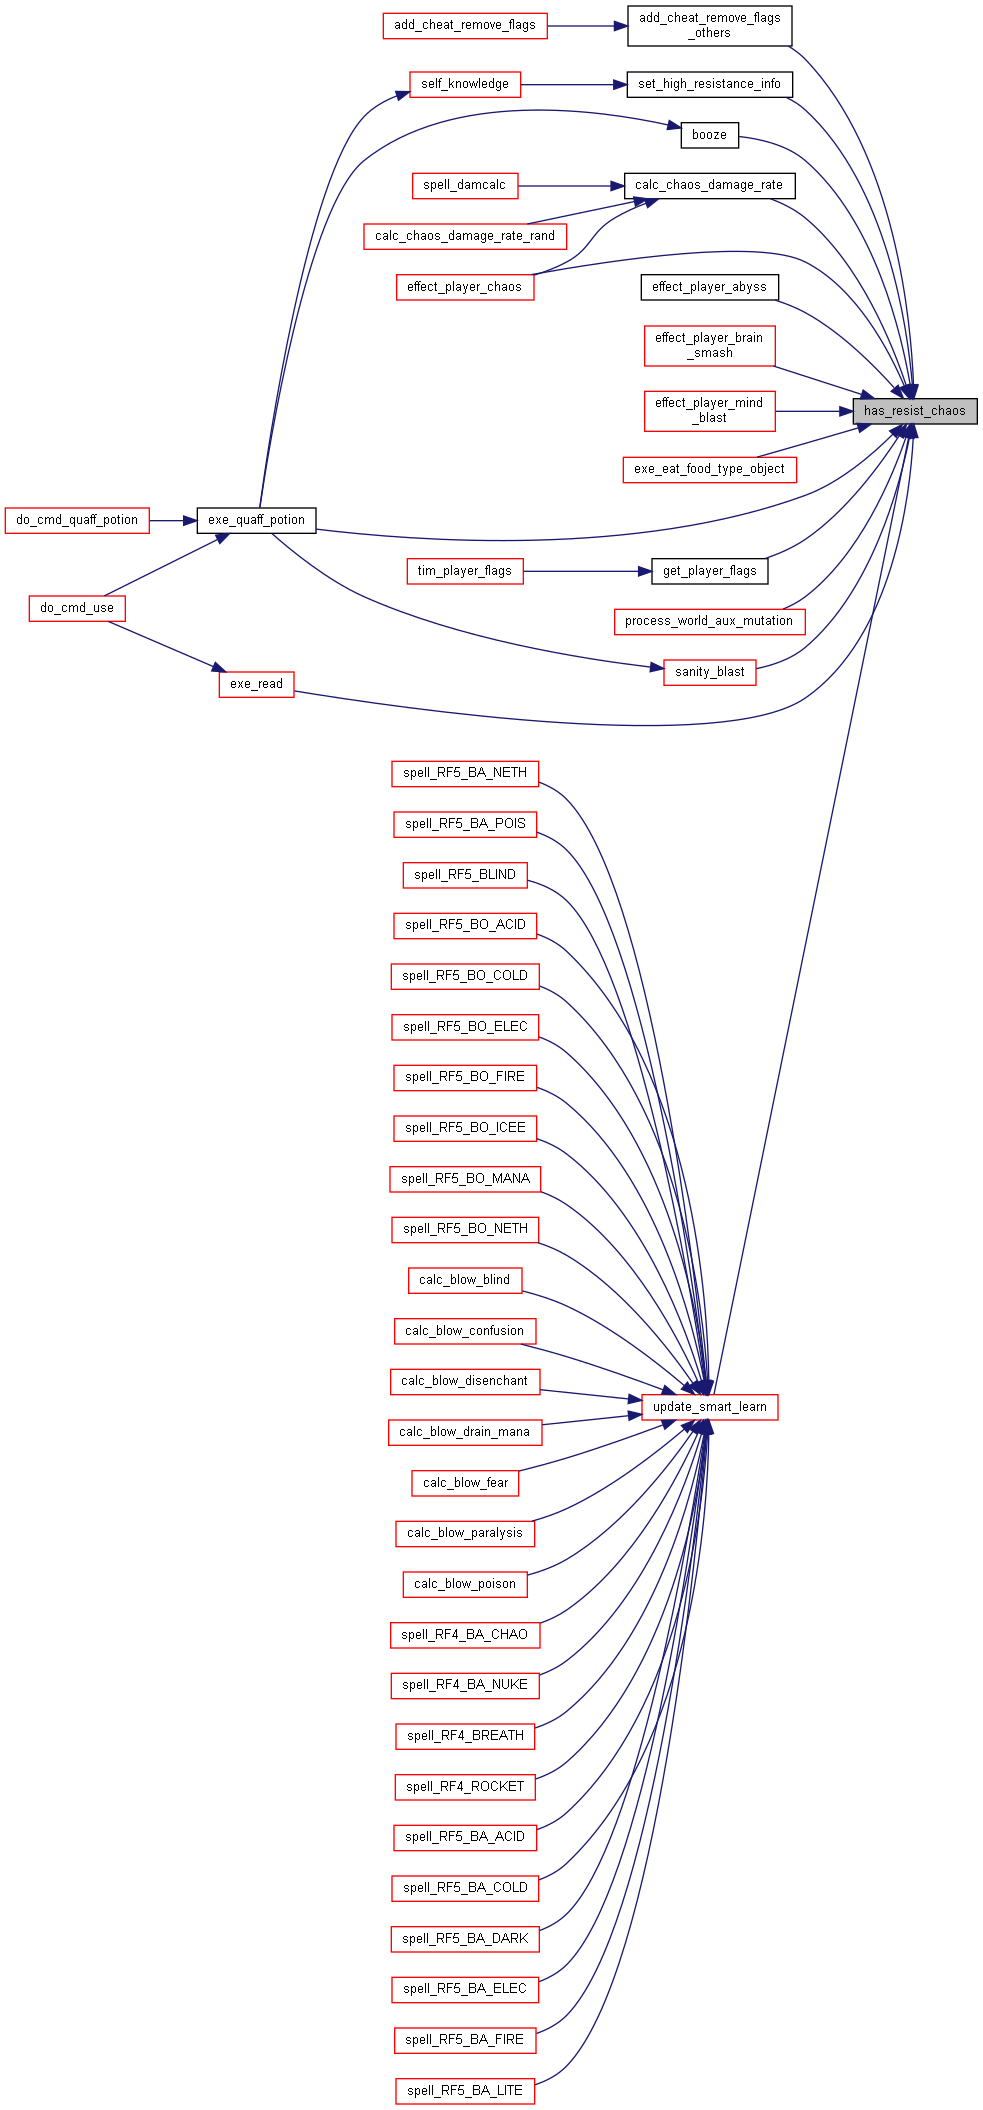 add_cheat_remove_flags
add_cheat_remove_flags
_others
self_knowledge
set_high_resistance_info
booze
spell_damcalc
calc_chaos_damage_rate
calc_chaos_damage_rate_rand
effect_player_chaos
effect_player_abyss
effect_player_brain
_smash
effect_player_mind
_blast
has_resist_chaos
exe_eat_food_type_object
do_cmd_quaff_potion
exe_quaff_potion
tim_player_flags
get_player_flags
do_cmd_use
process_world_aux_mutation
sanity_blast
exe_read
spell_RF5_BA_NETH
spell_RF5_BA_POIS
spell_RF5_BLIND
spell_RF5_BO_ACID
spell_RF5_BO_COLD
spell_RF5_BO_ELEC
spell_RF5_BO_FIRE
spell_RF5_BO_ICEE
spell_RF5_BO_MANA
spell_RF5_BO_NETH
calc_blow_blind
calc_blow_confusion
calc_blow_disenchant
update_smart_learn
calc_blow_drain_mana
calc_blow_fear
calc_blow_paralysis
calc_blow_poison
spell_RF4_BA_CHAO
spell_RF4_BA_NUKE
spell_RF4_BREATH
spell_RF4_ROCKET
spell_RF5_BA_ACID
spell_RF5_BA_COLD
spell_RF5_BA_DARK
spell_RF5_BA_ELEC
spell_RF5_BA_FIRE
spell_RF5_BA_LITE